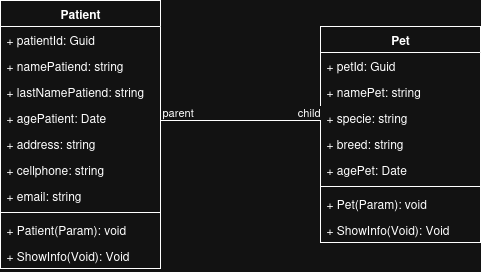 Patient
+ patientId: Guid
+ namePatiend: string
+ lastNamePatiend: string
+ agePatient: Date
+ address: string
+ cellphone: string
+ email: string
+ Patient(Param): void
+ ShowInfo(Void): Void
parent
child
Pet
+ petId: Guid
+ namePet: string
+ specie: string
+ breed: string
+ agePet: Date
+ Pet(Param): void
+ ShowInfo(Void): Void